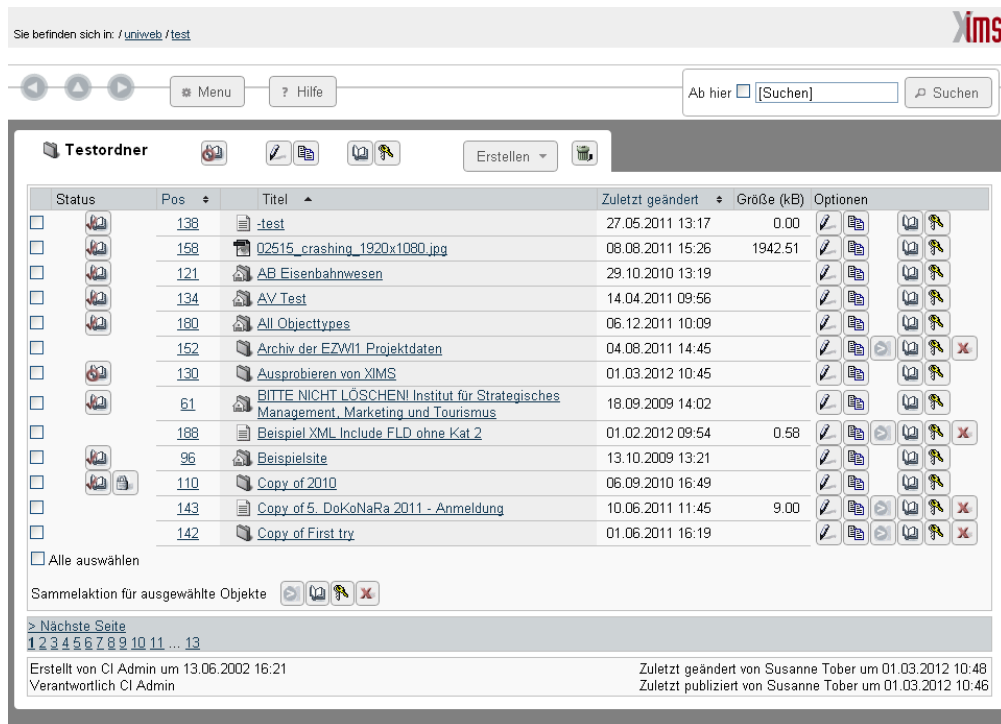 Sie befinden sich in: / uniweb / test
Xims
Menu ? Hilfe Ab hier [Suchen] Suchen
Testordner Erstellen
Status Pos Titel Zuletzt geändert Größe (kB) Optionen
138 -test 27.05.2011 13:17 0.00
158 02515_crashing_1920x1080.jpg 08.08.2011 15:26 1942.51
121 AB Eisenbahnwesen 29.10.2010 13:19
134 AV Test 14.04.2011 09:56
180 All Objecttypes 06.12.2011 10:09
152 Archiv der EZWI1 Projektdaten 04.08.2011 14:45
130 Ausprobieren von XIMS 01.03.2012 10:45
61 BITTE NICHT LÖSCHEN! Institut für Strategisches
Management, Marketing und Tourismus 18.09.2009 14:02
188 Beispiel XML Include FLD ohne Kat 2 01.02.2012 09:54 0.58
96 Beispielsite 13.10.2009 13:21
110 Copy of 2010 06.09.2010 16:49
143 Copy of 5. DoKoNaRa 2011 - Anmeldung 10.06.2011 11:45 9.00
142 Copy of First try 01.06.2011 16:19
Alle auswählen
Sammelaktion für ausgewählte Objekte
> Nächste Seite
1 2 3 4 5 6 7 8 9 10 11 ... 13
Erstellt von CI Admin um 13.06.2002 16:21 Zuletzt geändert von Susanne Tober um 01.03.2012 10:48
Verantwortlich CI Admin Zuletzt publiziert von Susanne Tober um 01.03.2012 10:46